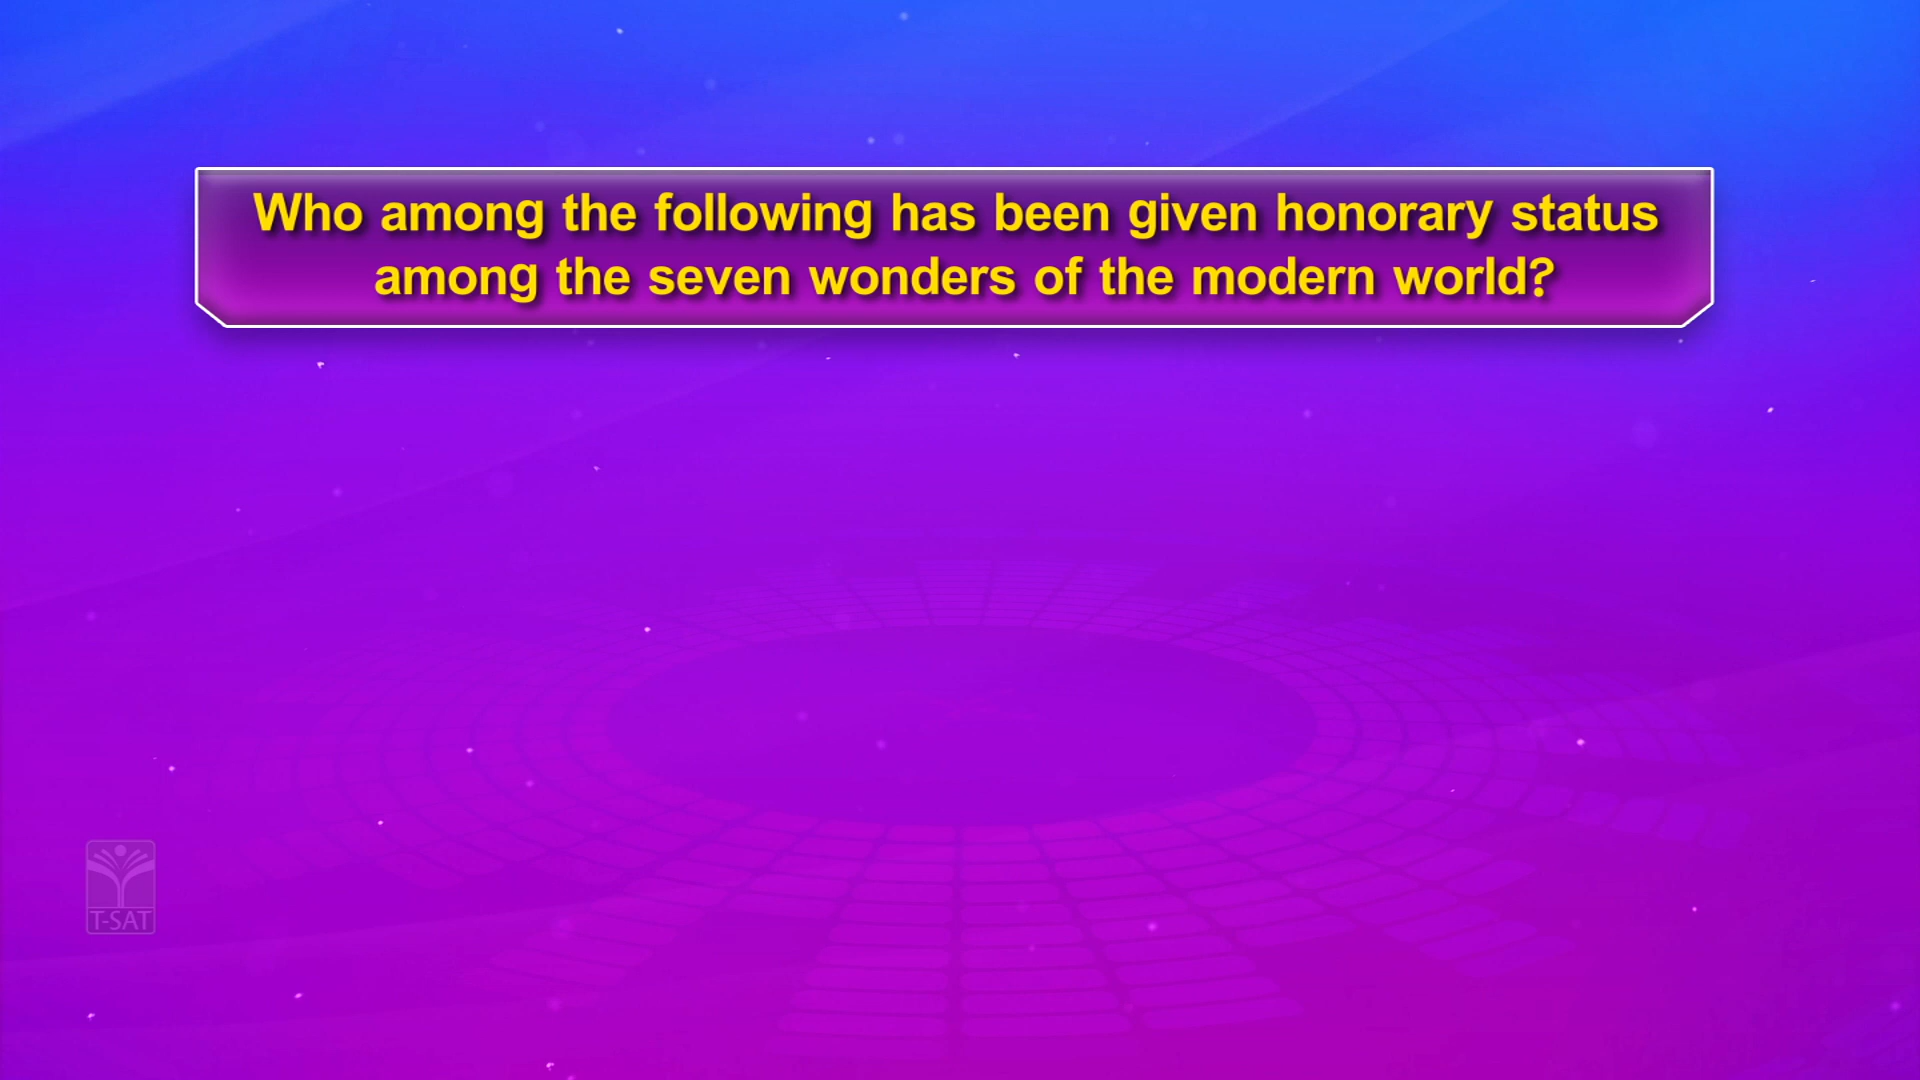 Who among the following has been given honorary status
among the seven wonders of the modern world?
T-SAT